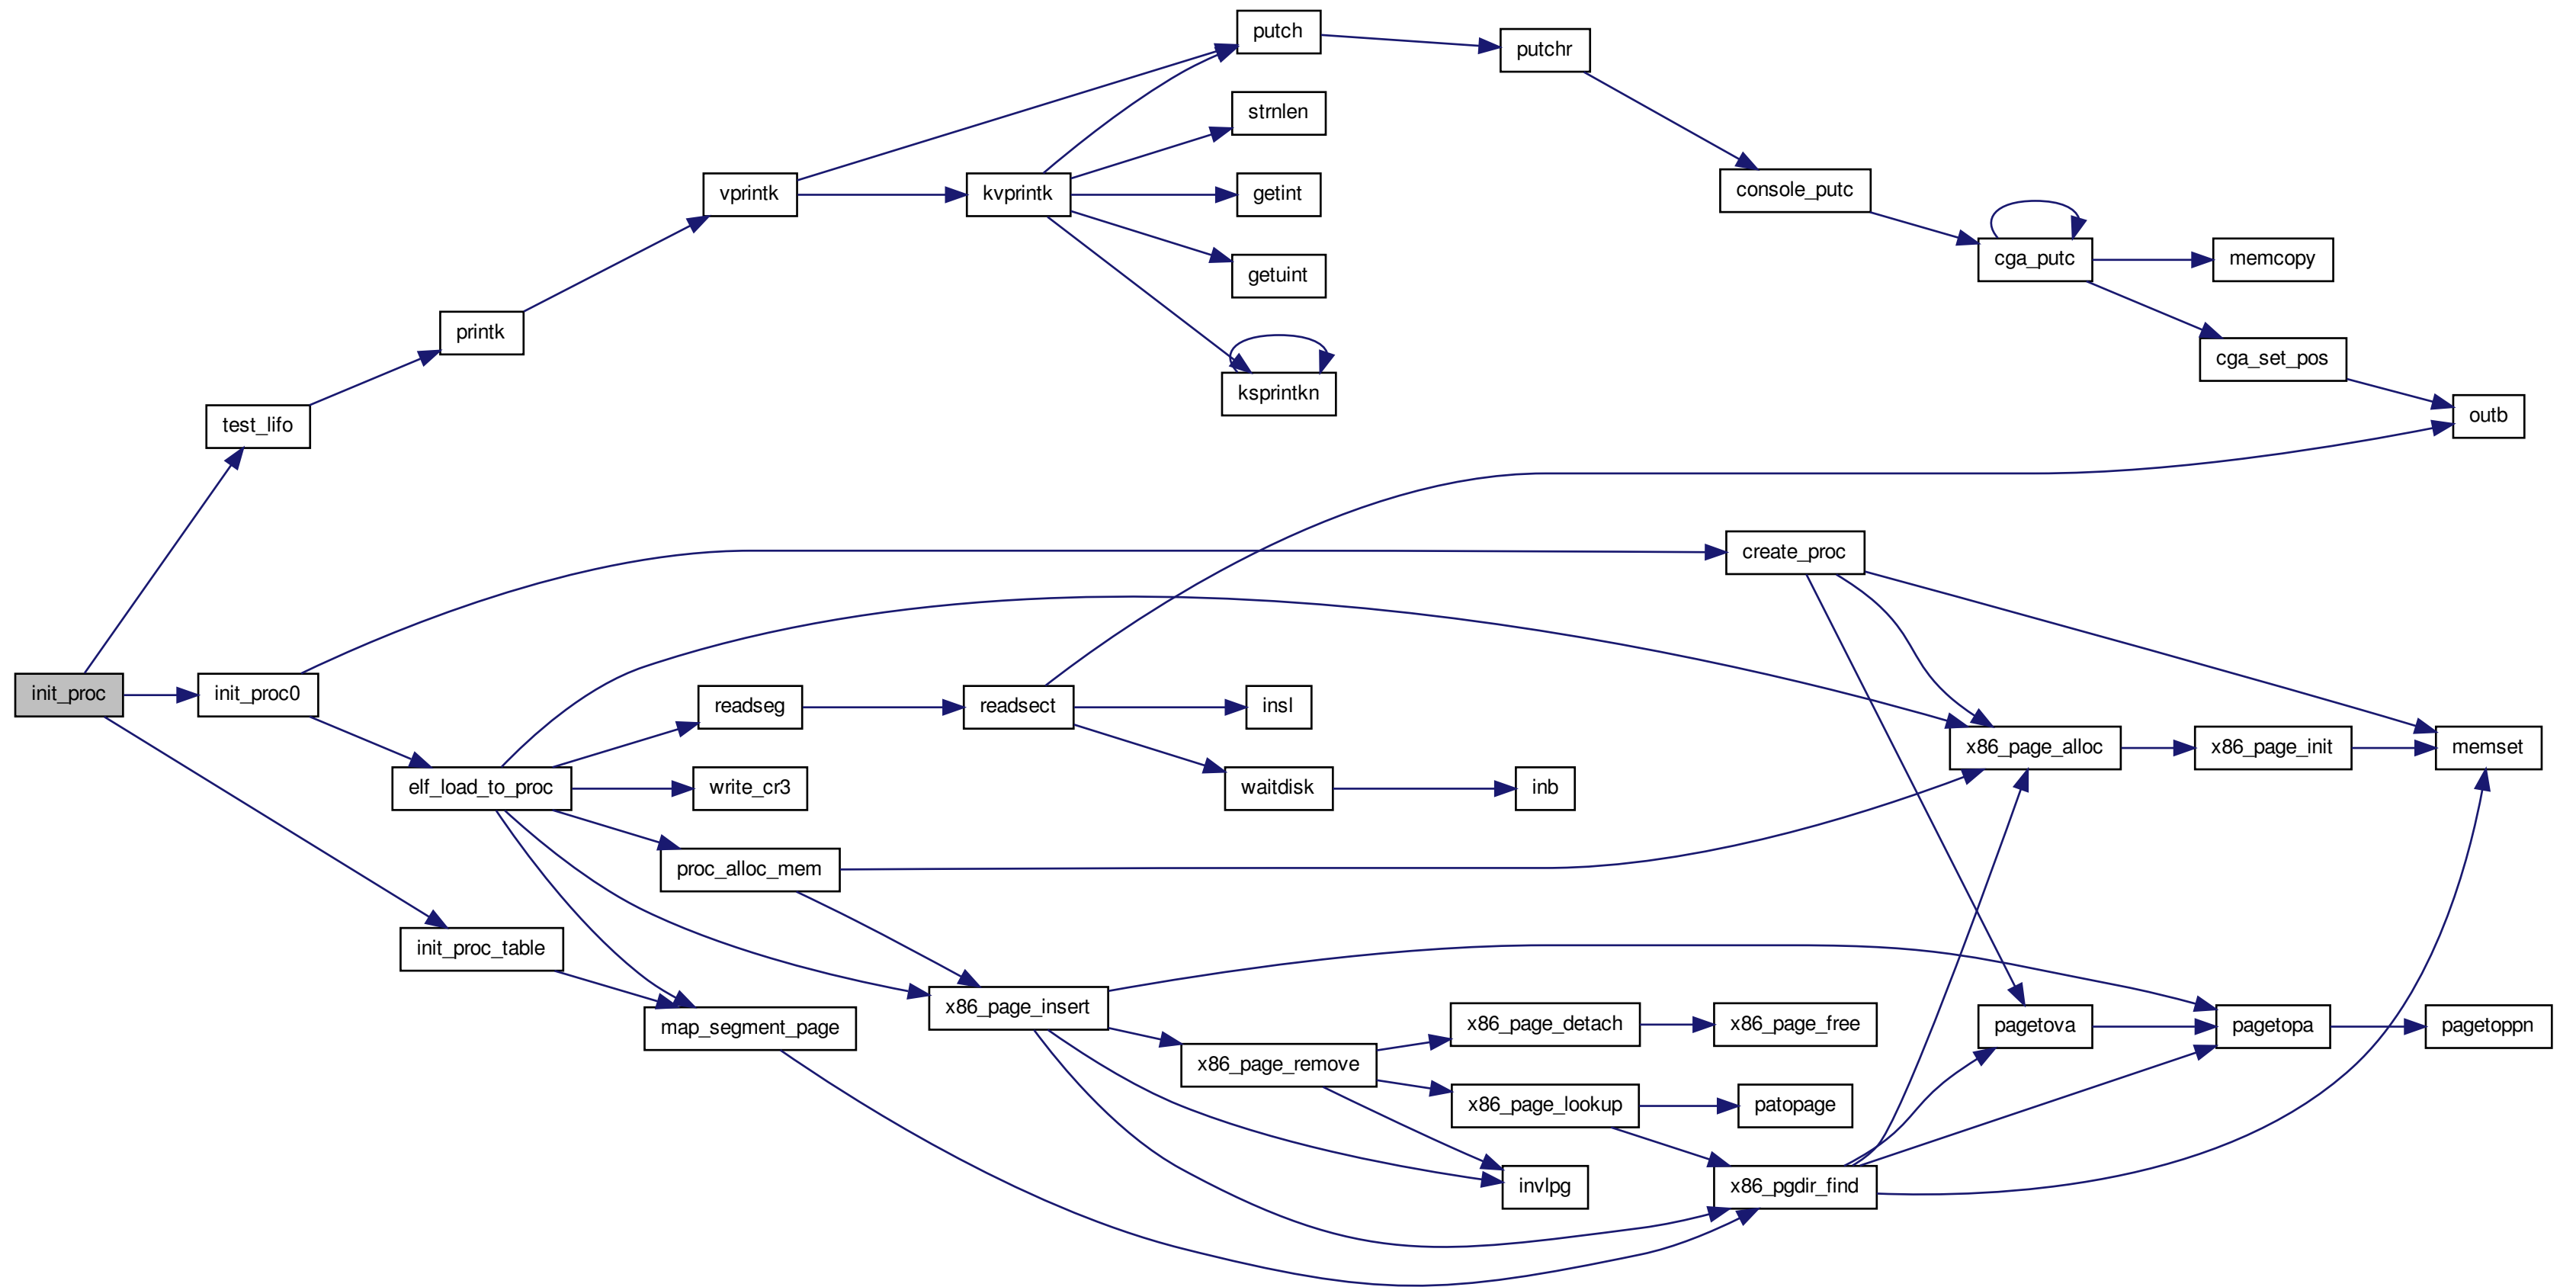 putch
putchr
strnlen
vprintk
kvprintk
getint
console_putc
getuint
cga_putc
memcopy
printk
cga_set_pos
ksprintkn
outb
test_lifo
create_proc
init_proc
init_proc0
readseg
readsect
insl
x86_page_alloc
x86_page_init
memset
elf_load_to_proc
write_cr3
waitdisk
inb
proc_alloc_mem
init_proc_table
x86_page_insert
map_segment_page
x86_page_detach
x86_page_free
pagetova
pagetopa
pagetoppn
x86_page_remove
x86_page_lookup
patopage
invlpg
x86_pgdir_find